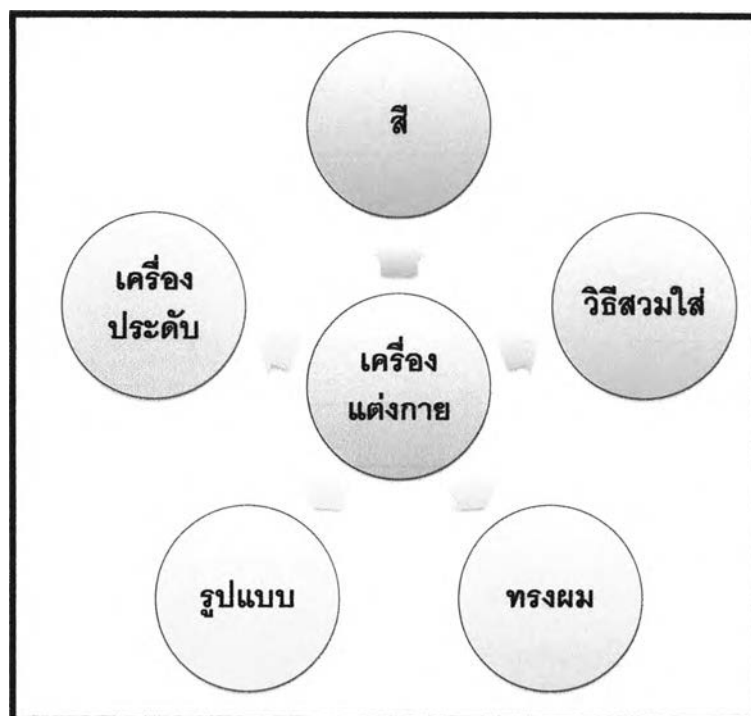 สี
เครื่อง
ประดับ
วิธีสวมใส่
เครื่อง
แต่งกาย
รูปแบบ
ทรงผม